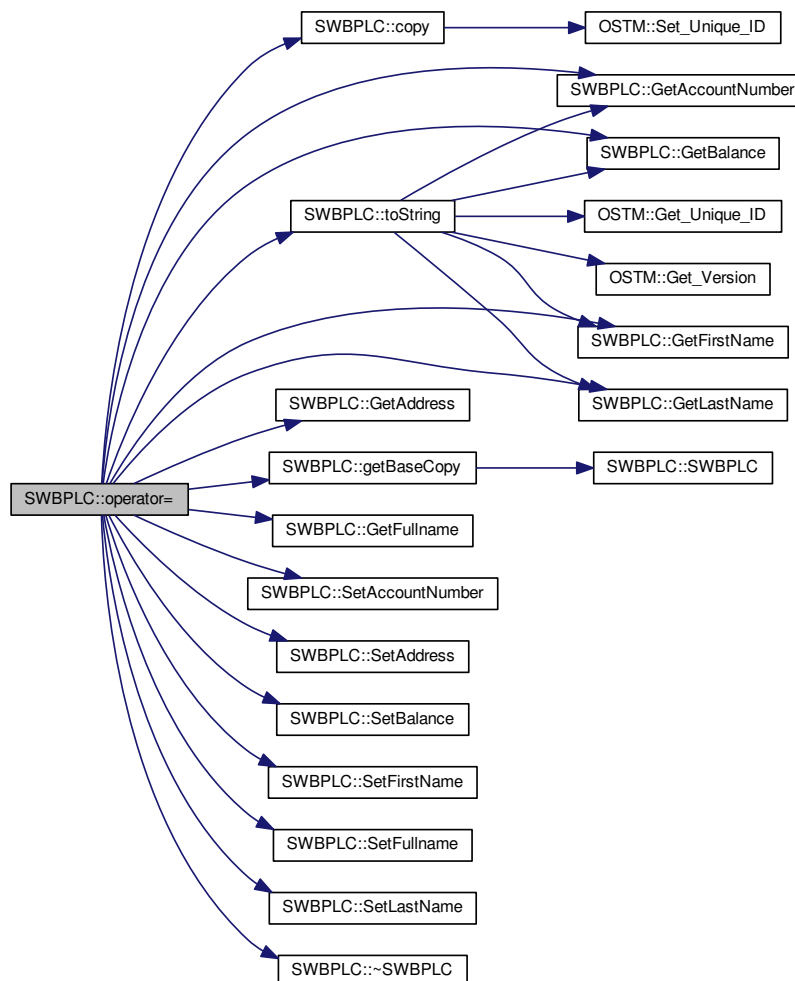 SWBPLC::copy
OSTM::Set_Unique_ID
SWBPLC::GetAccountNumber
SWBPLC::GetBalance
SWBPLC::toString
OSTM::Get_Unique_ID
OSTM::Get_Version
SWBPLC::GetFirstName
SWBPLC::GetAddress
SWBPLC::GetLastName
SWBPLC::getBaseCopy
SWBPLC::SWBPLC
SWBPLC::operator=
SWBPLC::GetFullname
SWBPLC::SetAccountNumber
SWBPLC::SetAddress
SWBPLC::SetBalance
SWBPLC::SetFirstName
SWBPLC::SetFullname
SWBPLC::SetLastName
SWBPLC::~SWBPLC